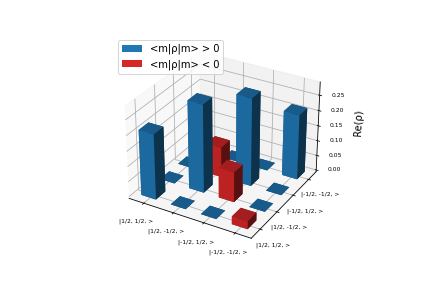 <m|ρ|m> > 0
<m|ρ|m> < 0
0.25
0.20
0.15
0.10
0.05
0.00
Re(ρ)
|1/2, 1/2, >
|1/2, -1/2, >
|-1/2, 1/2, >
|-1/2, -1/2, >
|-1/2, -1/2, >
|-1/2, 1/2, >
|1/2, -1/2, >
|1/2, 1/2, >